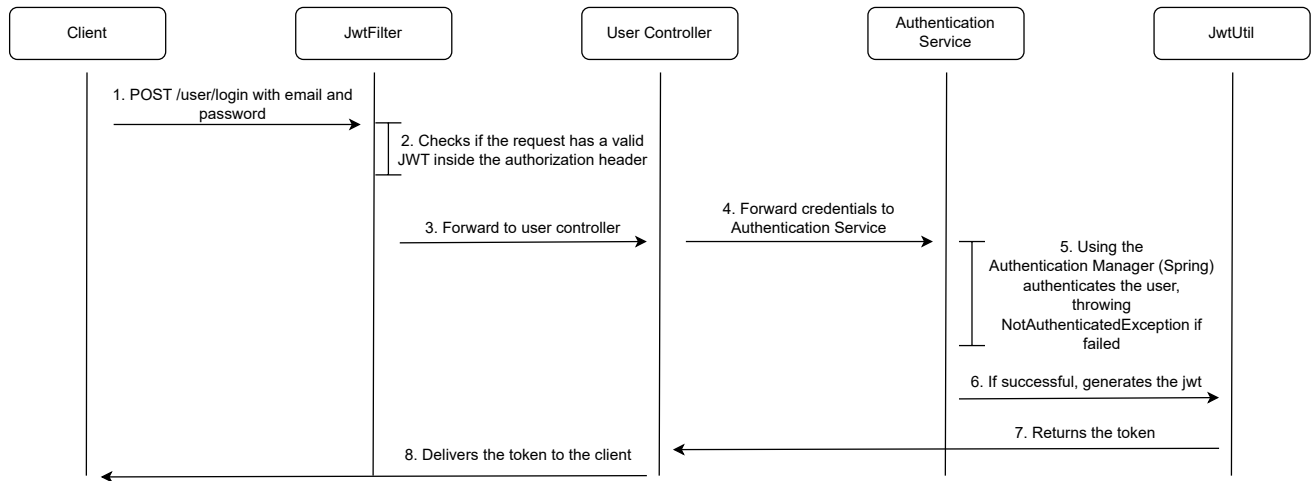 Client
JwtFilter
User Controller
Authentication
Service
JwtUtil
1. POST /user/login with email and
password
2. Checks if the request has a valid
JWT inside the authorization header
3. Forward to user controller
4. Forward credentials to
Authentication Service
5. Using the
Authentication Manager (Spring)
authenticates the user,
throwing
NotAuthenticatedException if
failed
6. If successful, generates the jwt
7. Returns the token
8. Delivers the token to the client